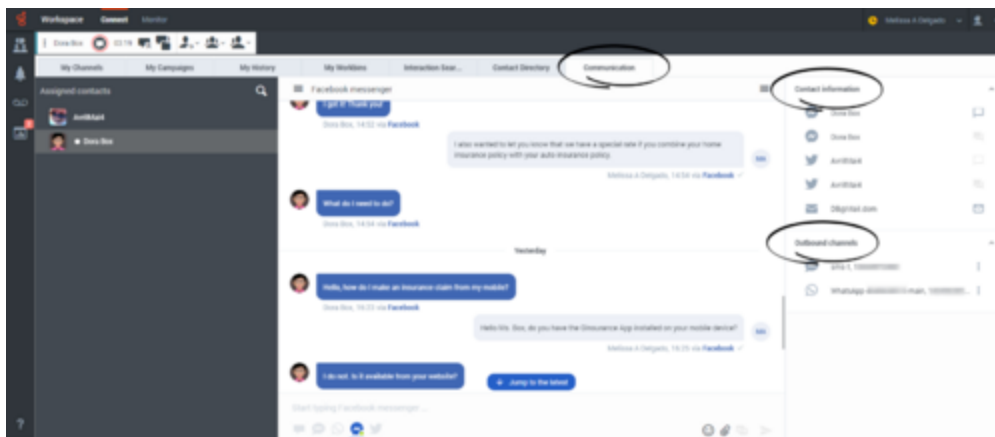 Workspace Connect Monitor
Melissa A Delgado
Dora Box 03:19
My Channels My Campaigns My History My Workbins Interaction Sear... Contact Directory Communication
Assigned contacts
Dora Box
Facebook messenger
I got it! Thank you!
Dora Box, 14:52 via Facebook
I also wanted to let you know that we have a special rate if you combine your home
insurance policy with your auto insurance policy.
Melissa A Delgado, 14:54 via Facebook
What do I need to do?
Dora Box, 14:54 via Facebook
Yesterday
Hello, how do I make an insurance claim from my mobile?
Dora Box, 16:23 via Facebook
Hello Ms. Box, do you have the Ginsurance App installed on your mobile device?
Melissa A Delgado, 16:25 via Facebook
I do not. Is it available from your website?
Jump to the latest
Start typing Facebook messenger ...
Contact information
Dora Box
Dora Box
Outbound channels
WhatsApp main,
?